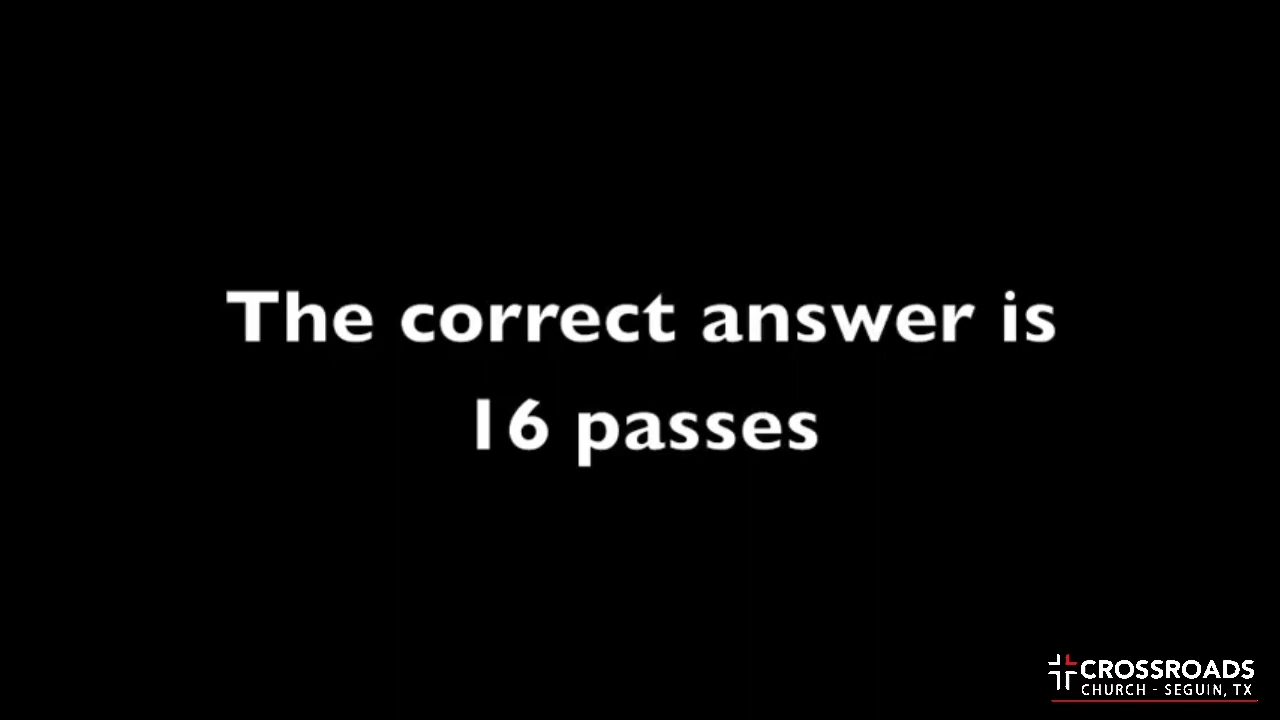 The correct answer is
16 passes
CROSSROADS
CHURCH - SEGUIN, TX